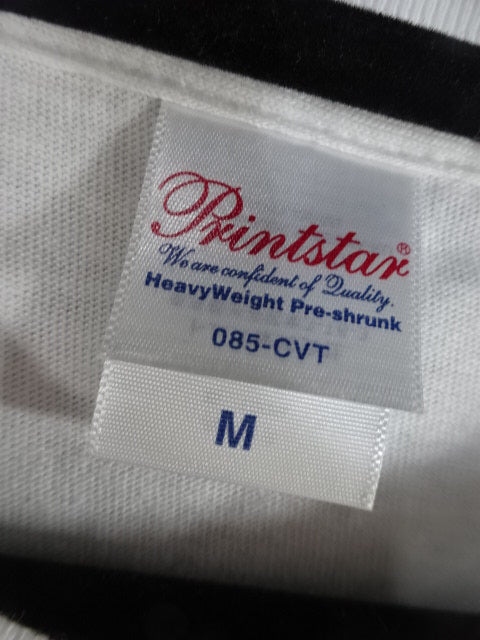 Printstar®
We are confident of Quality.
HeavyWeight Pre-shrunk
085-CVT
M